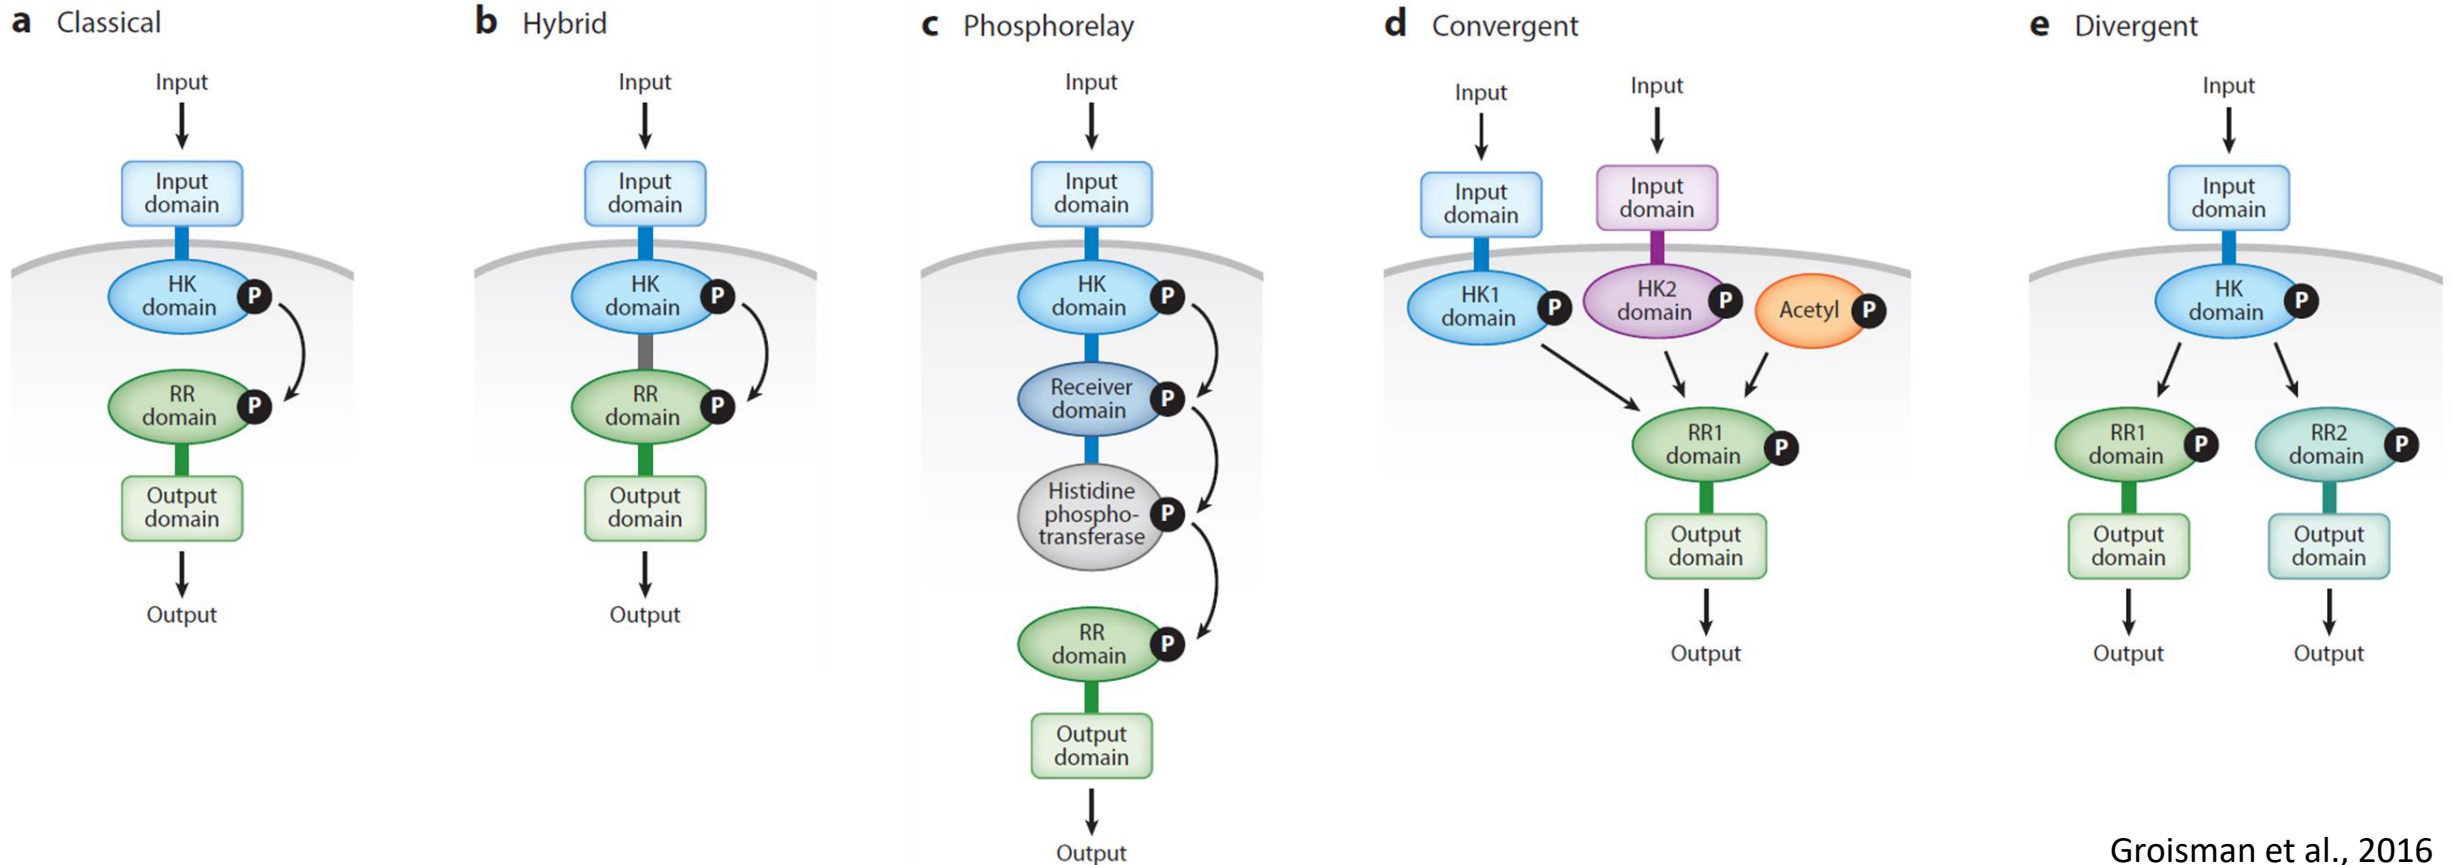 a Classical
Input
Input
domain
HK
domain
P
RR
domain
P
Output
domain
Output
b Hybrid
Input
Input
domain
HK
domain
P
RR
domain
P
Output
domain
Output
c Phosphorelay
Input
Input
domain
HK
domain
P
Receiver
domain
P
Histidine
phospho-
transferase
P
RR
domain
P
Output
domain
Output
d Convergent
Input
Input
domain
HK1
domain
P
Input
Input
domain
HK2
domain
P
Acetyl
P
RR1
domain
P
Output
domain
Output
e Divergent
Input
Input
domain
HK
domain
P
RR1
domain
P
Output
domain
Output
RR2
domain
P
Output
domain
Output
Groisman et al., 2016